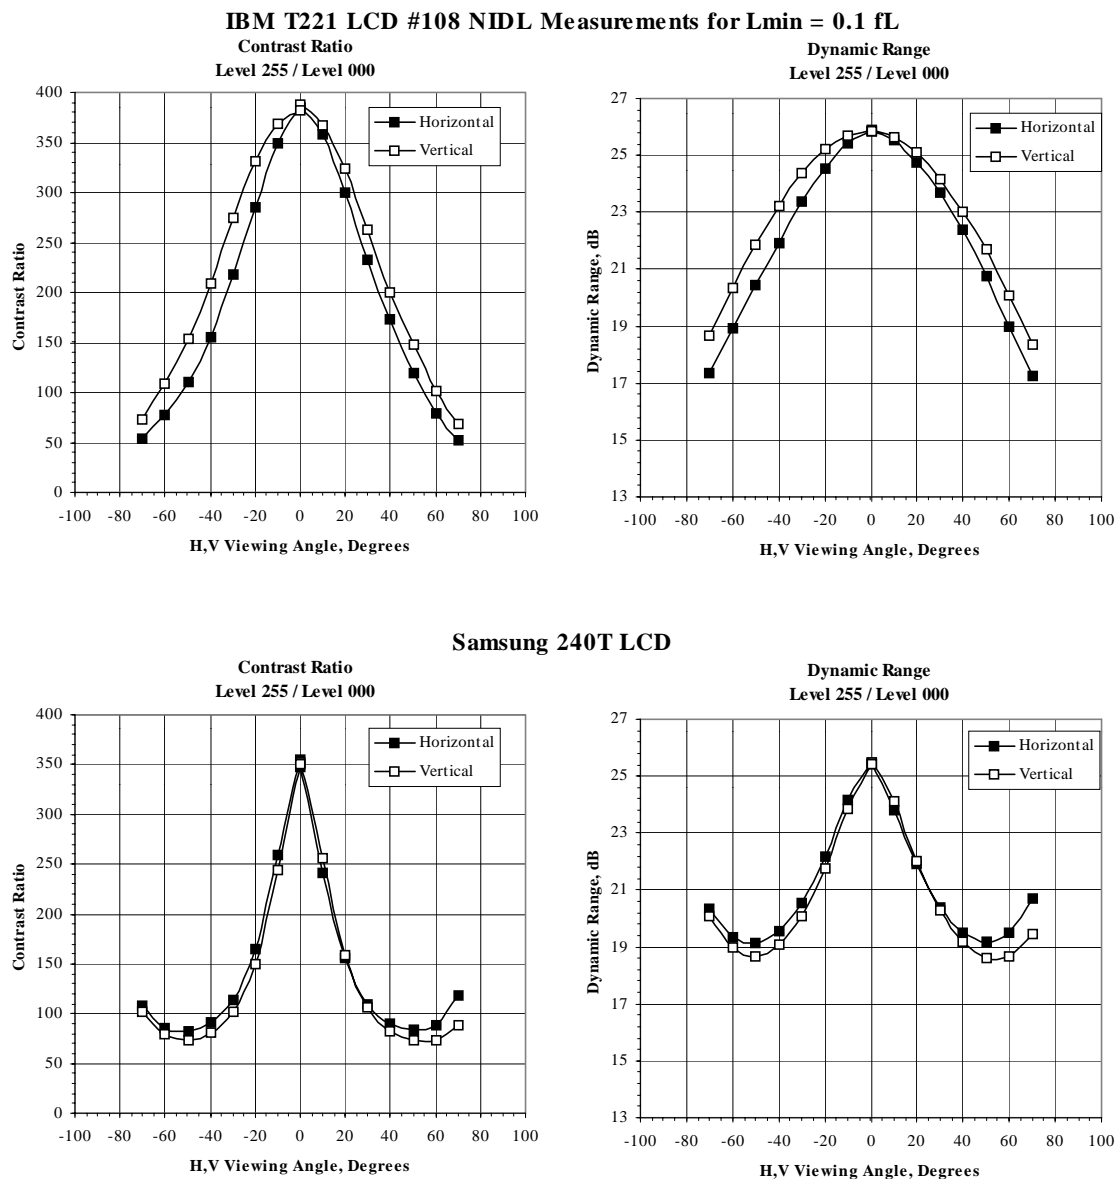 IBM T221 LCD #108 NIDL Measurements for Lmin = 0.1 fL
Contrast Ratio
Level 255 / Level 000
400
350
300
250
200
150
100
50
0
Contrast Ratio
-100 -80 -60 -40 -20 0 20 40 60 80 100
H,V Viewing Angle, Degrees
Horizontal
Vertical
Dynamic Range
Level 255 / Level 000
27
25
23
21
19
17
15
13
Dynamic Range, dB
-100 -80 -60 -40 -20 0 20 40 60 80 100
H,V Viewing Angle, Degrees
Horizontal
Vertical
Samsung 240T LCD
Contrast Ratio
Level 255 / Level 000
400
350
300
250
200
150
100
50
0
Contrast Ratio
-100 -80 -60 -40 -20 0 20 40 60 80 100
H,V Viewing Angle, Degrees
Horizontal
Vertical
Dynamic Range
Level 255 / Level 000
27
25
23
21
19
17
15
13
Dynamic Range, dB
-100 -80 -60 -40 -20 0 20 40 60 80 100
H,V Viewing Angle, Degrees
Horizontal
Vertical